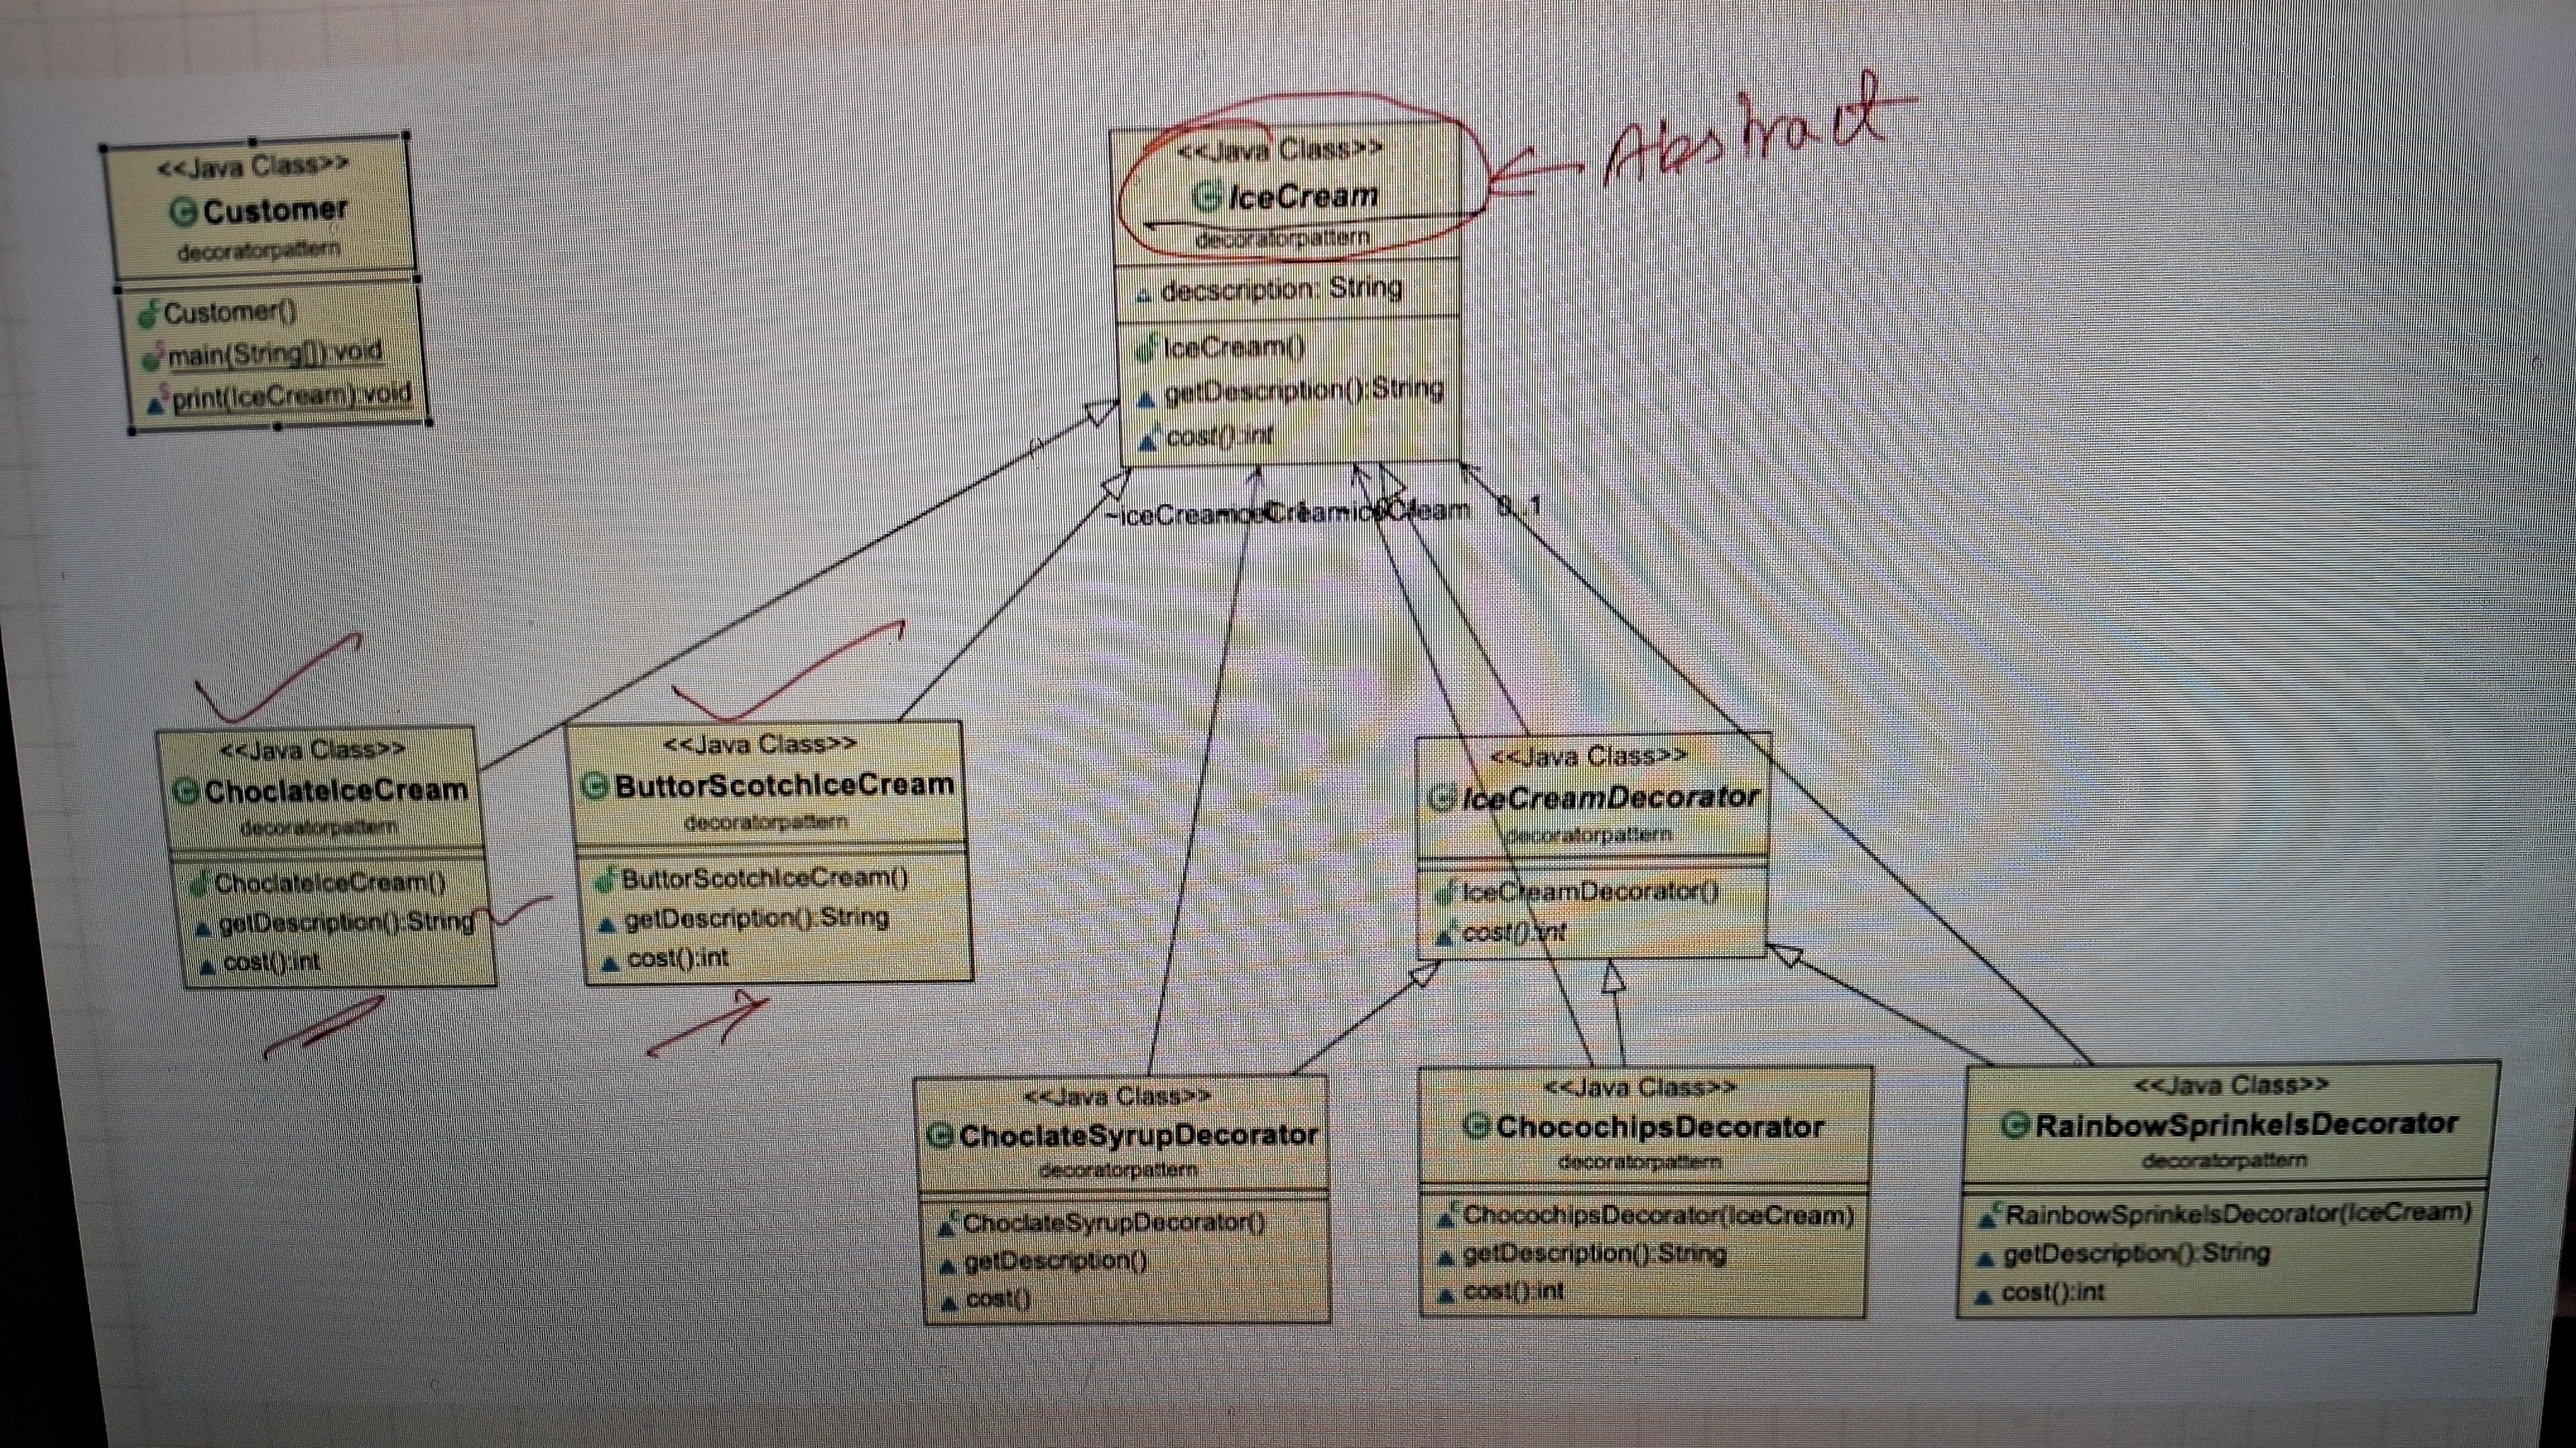 <<Java Class>>
Customer
decoratorpattern
Customer()
main(String[]):void
print(IceCream):void
<<Java Class>>
IceCream
decoratorpattern
decscription: String
IceCream()
getDescription():String
cost():int
Abstract
~iceCream
0..1
<<Java Class>>
ChoclateIceCream
decoratorpattern
ChoclateIceCream()
getDescription():String
cost():int
<<Java Class>>
ButtorScotchIceCream
decoratorpattern
ButtorScotchIceCream()
getDescription():String
cost():int
<<Java Class>>
IceCreamDecorator
decoratorpattern
IceCreamDecorator()
cost():int
<<Java Class>>
ChoclateSyrupDecorator
decoratorpattern
ChoclateSyrupDecorator()
getDescription()
cost()
<<Java Class>>
ChocochipsDecorator
decoratorpattern
ChocochipsDecorator(IceCream)
getDescription():String
cost():int
<<Java Class>>
RainbowSprinkelsDecorator
decoratorpattern
RainbowSprinkelsDecorator(IceCream)
getDescription():String
cost():int